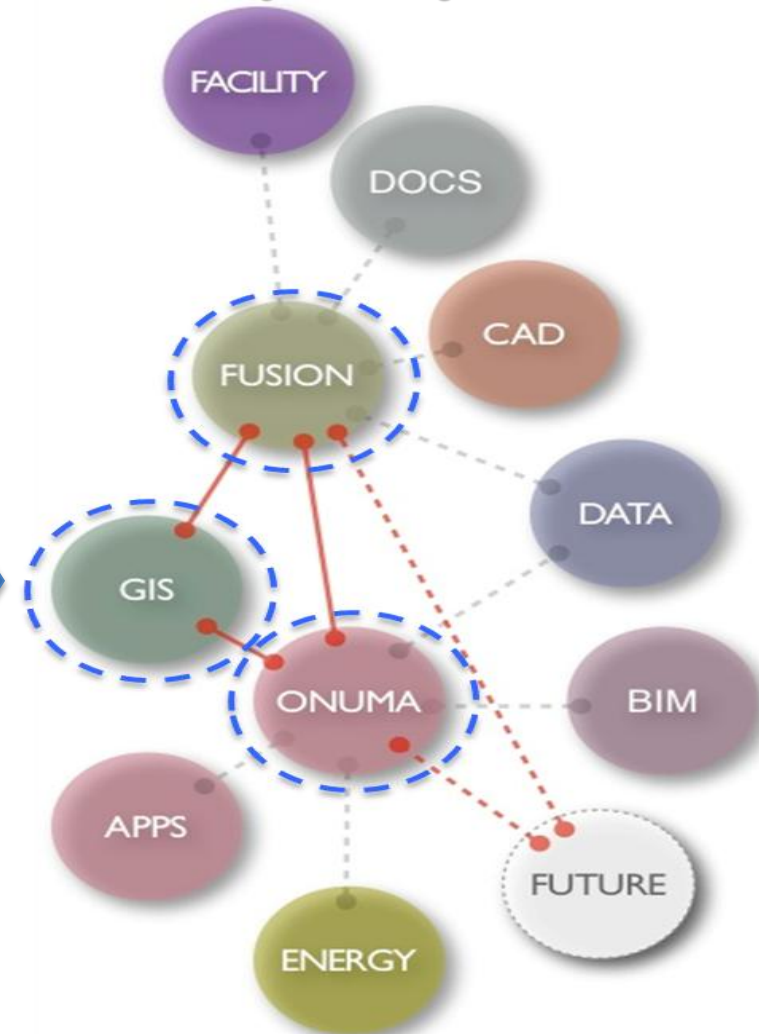 FACILITY
DOCS
CAD
FUSION
DATA
GIS
ONUMA
BIM
APPS
FUTURE
ENERGY